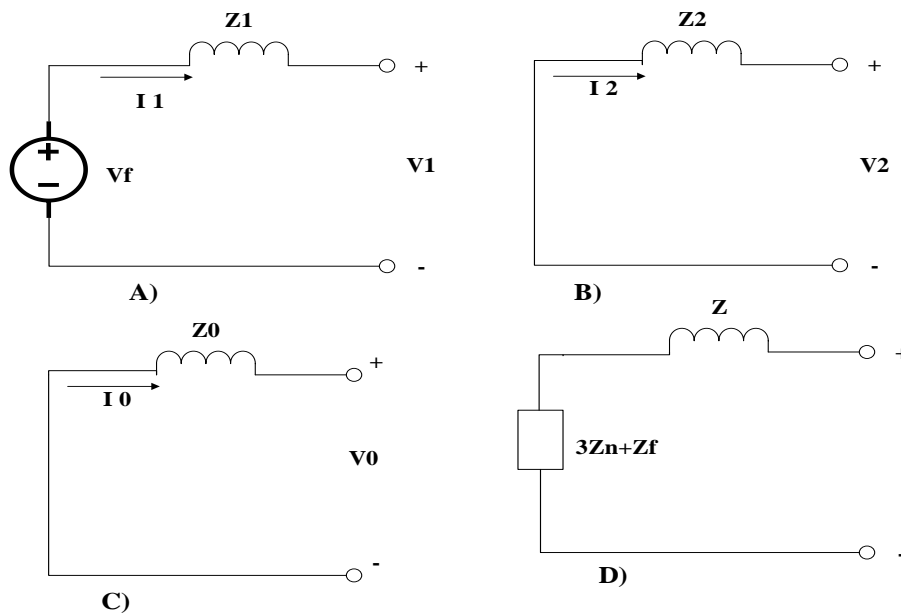 Z1
Z2
+
+
I 1
I 2
+
−
Vf
V1
V2
-
-
A)
B)
Z0
Z
+
+
I 0
3Zn+Zf
V0
-
-
C)
D)